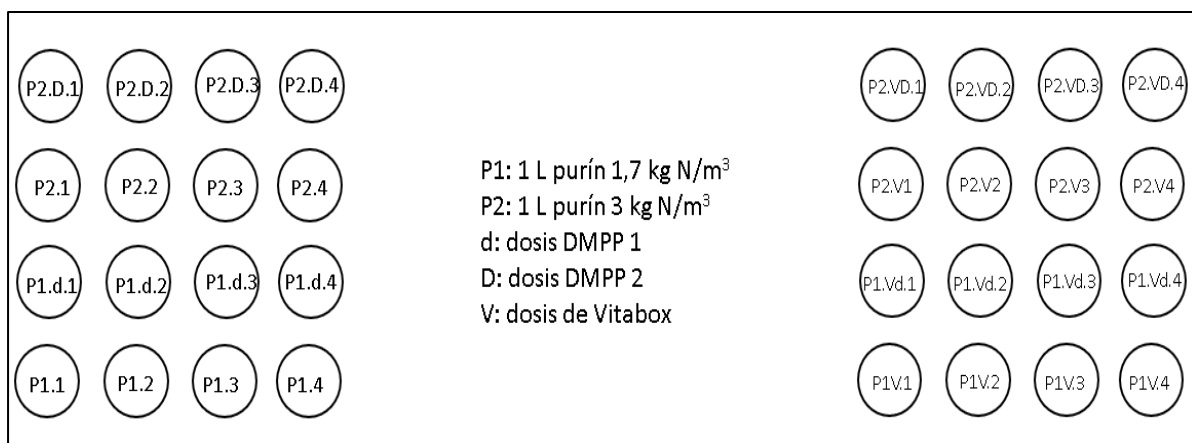 P2.D.1 P2.D.2 P2.D.3 P2.D.4
P2.1 P2.2 P2.3 P2.4
P1.d.1 P1.d.2 P1.d.3 P1.d.4
P1.1 P1.2 P1.3 P1.4
P1: 1 L purín 1,7 kg N/m³
P2: 1 L purín 3 kg N/m³
d: dosis DMPP 1
D: dosis DMPP 2
V: dosis de Vitabox
P2.VD.1 P2.VD.2 P2.VD.3 P2.VD.4
P2.V1 P2.V2 P2.V3 P2.V4
P1.Vd.1 P1.Vd.2 P1.Vd.3 P1.Vd.4
P1V.1 P1V.2 P1V.3 P1V.4